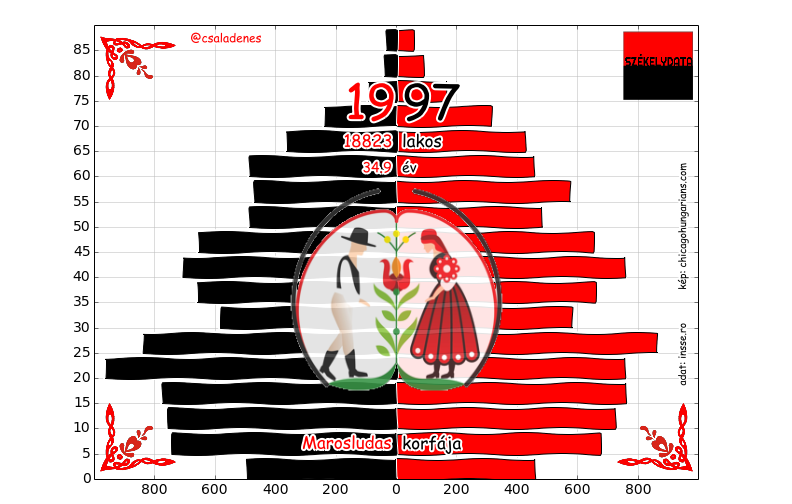 @csaladenes
SZÉKELYDATA
1997
18823 lakos
34.9 év
kép: chicagohungarians.com
adat: insse.ro
Marosludas korfája
85
80
75
70
65
60
55
50
45
40
35
30
25
20
15
10
5
0
800 600 400 200 0 200 400 600 800